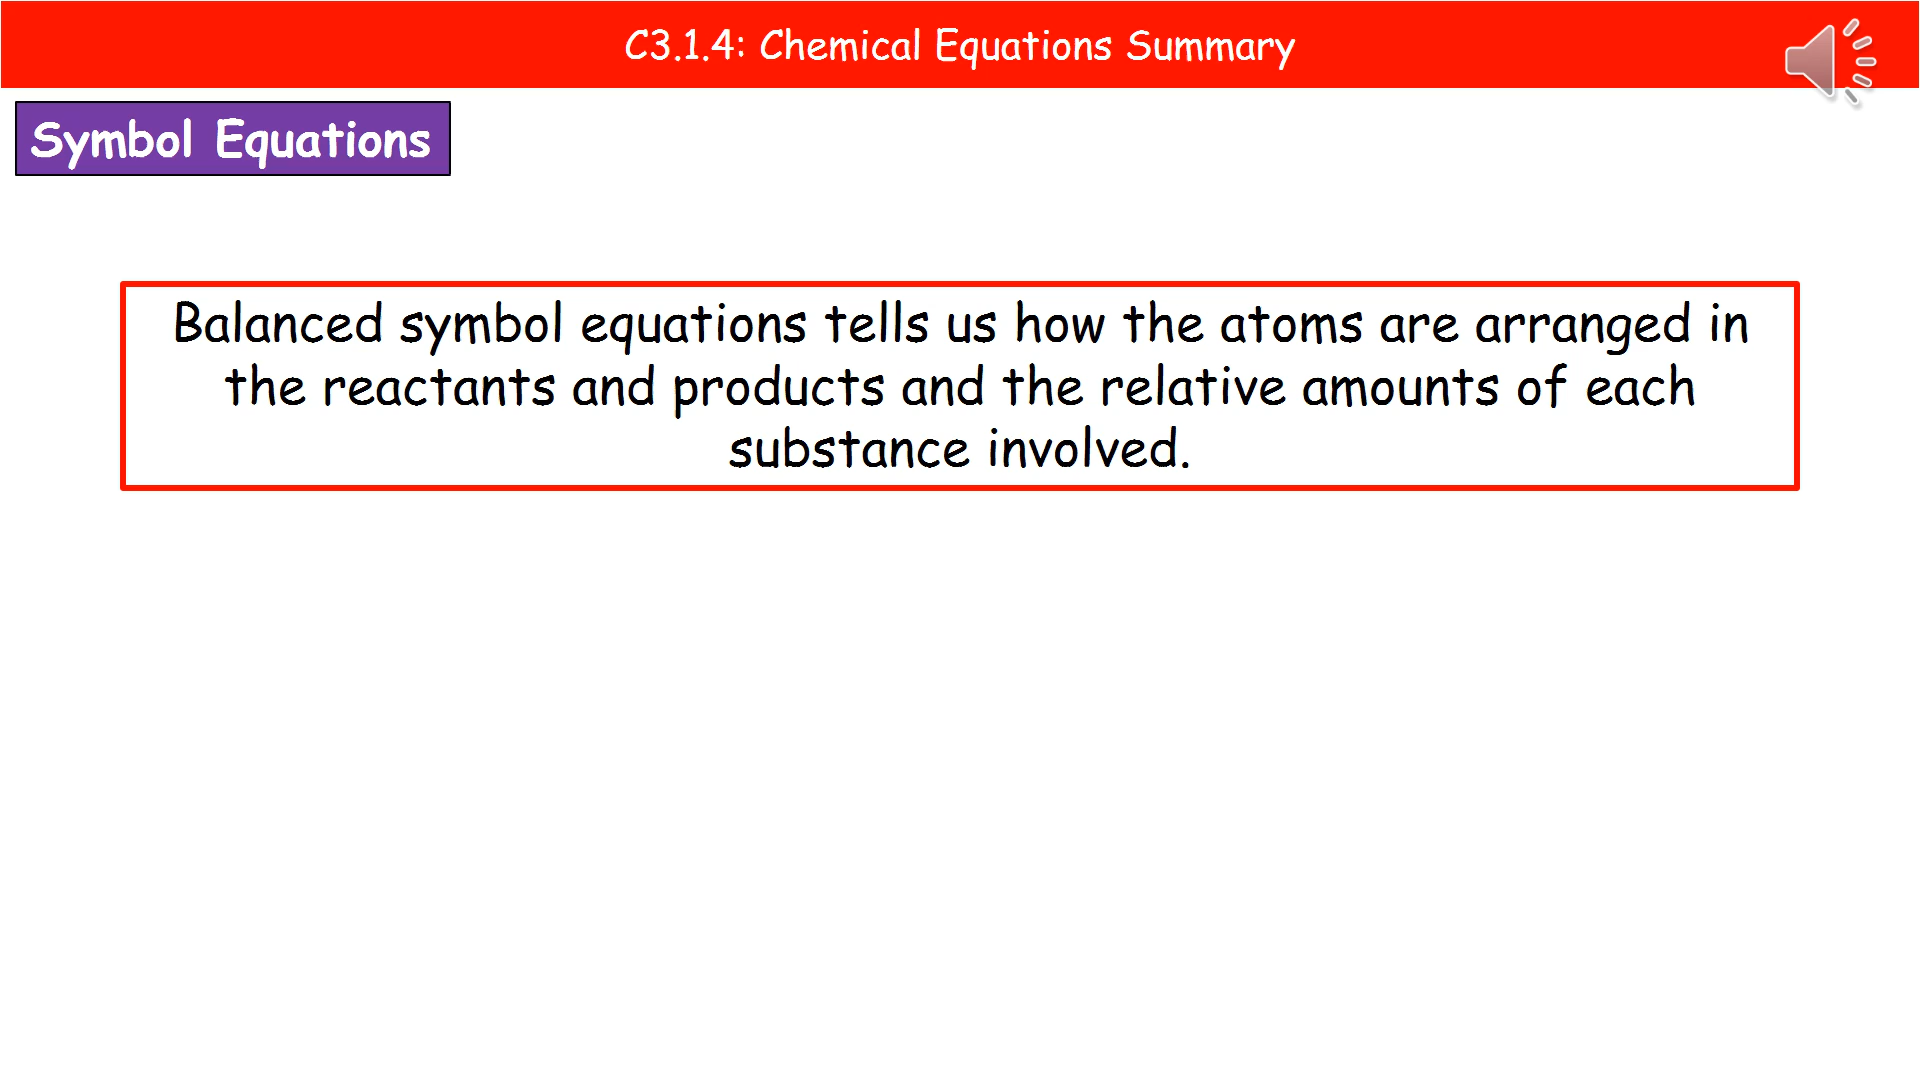 C3.1.4: Chemical Equations Summary
Symbol Equations
Balanced symbol equations tells us how the atoms are arranged in
the reactants and products and the relative amounts of each
substance involved.